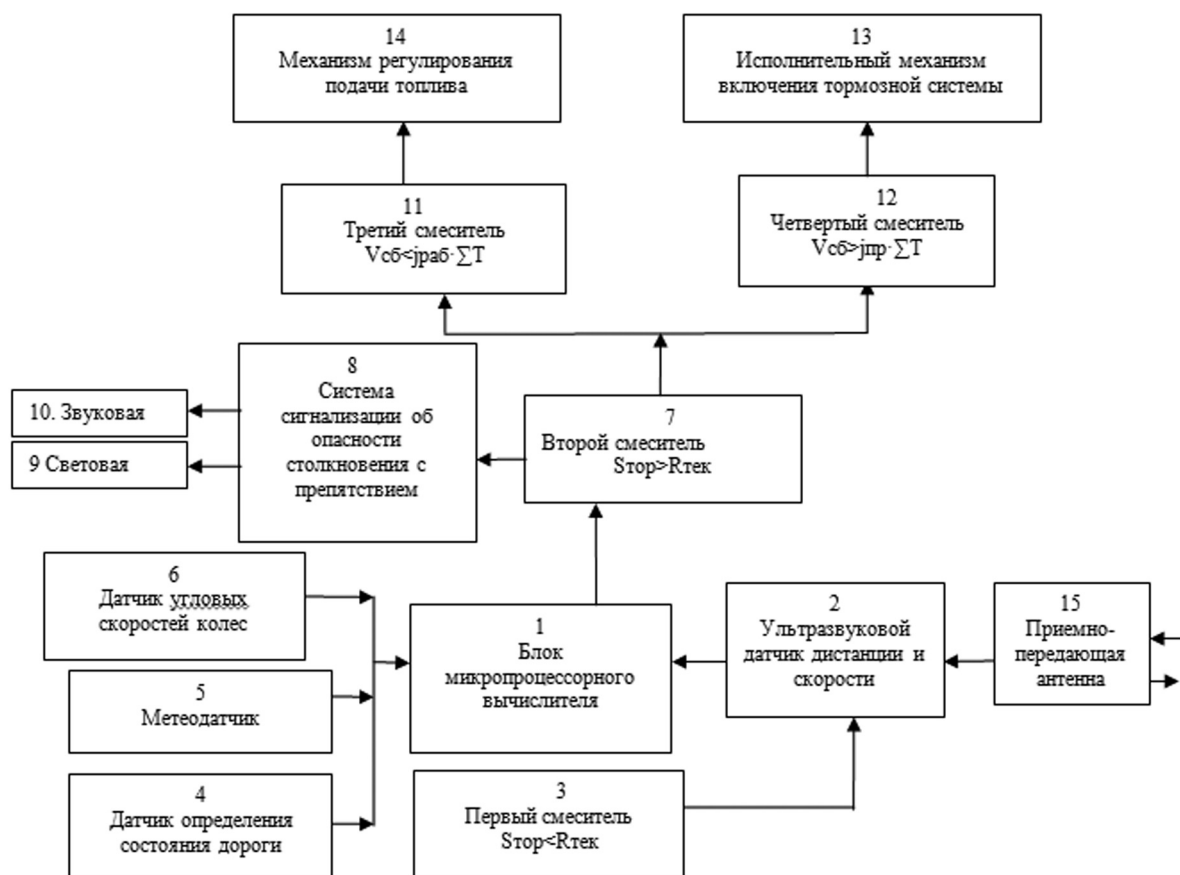 14
Механизм регулирования
подачи топлива
13
Исполнительный механизм
включения тормозной системы
11
Третий смеситель
Vсб<jраб·∑T
12
Четвертый смеситель
Vсб>jпр·∑T
8
Система
сигнализации об
опасности
столкновения с
препятствием
10. Звуковая
9 Световая
7
Второй смеситель
Sтор>Rтек
6
Датчик угловых
скоростей колес
5
Метеодатчик
4
Датчик определения
состояния дороги
1
Блок
микропроцессорного
вычислителя
2
Ультразвуковой
датчик дистанции и
скорости
15
Приемно-
передающая
антенна
3
Первый смеситель
Sтор<Rтек